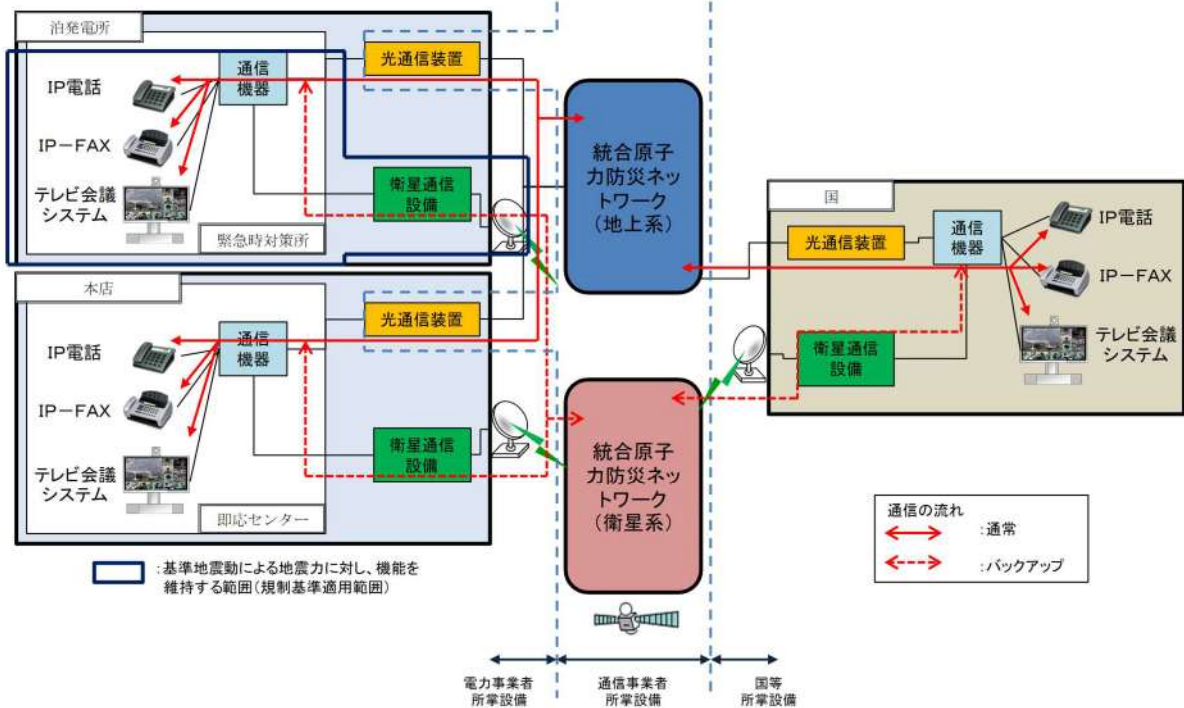 泊発電所
通信
機器
光通信装置
IP電話
IP－FAX
テレビ会議
システム
衛星通信
設備
緊急時対策所
本店
通信
機器
光通信装置
IP電話
IP－FAX
テレビ会議
システム
衛星通信
設備
即応センター
:基準地震動による地震力に対し、機能を
維持する範囲(規制基準適用範囲)
統合原子
力防災ネッ
トワーク
(地上系)
統合原子
力防災ネッ
トワーク
(衛星系)
国
光通信装置
通信
機器
IP電話
IP－FAX
テレビ会議
システム
衛星通信
設備
通信の流れ
:通常
:バックアップ
電力事業者
所掌設備
通信事業者
所掌設備
国等
所掌設備